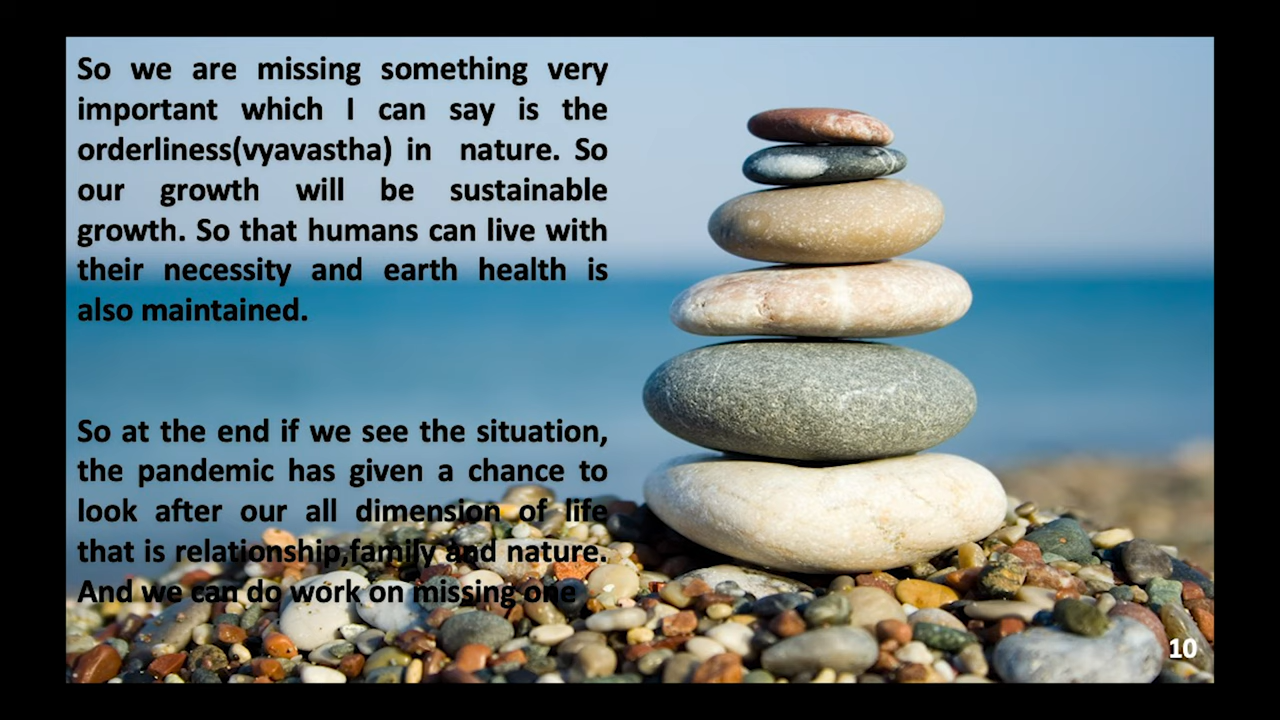 So we are missing something very
important which I can say is the
orderliness(vyavastha) in nature. So
our growth will be sustainable
growth. So that humans can live with
their necessity and earth health is
also maintained.
So at the end if we see the situation,
the pandemic has given a chance to
look after our all dimension of life
that is relationship,family and nature.
And we can do work on missing one
10